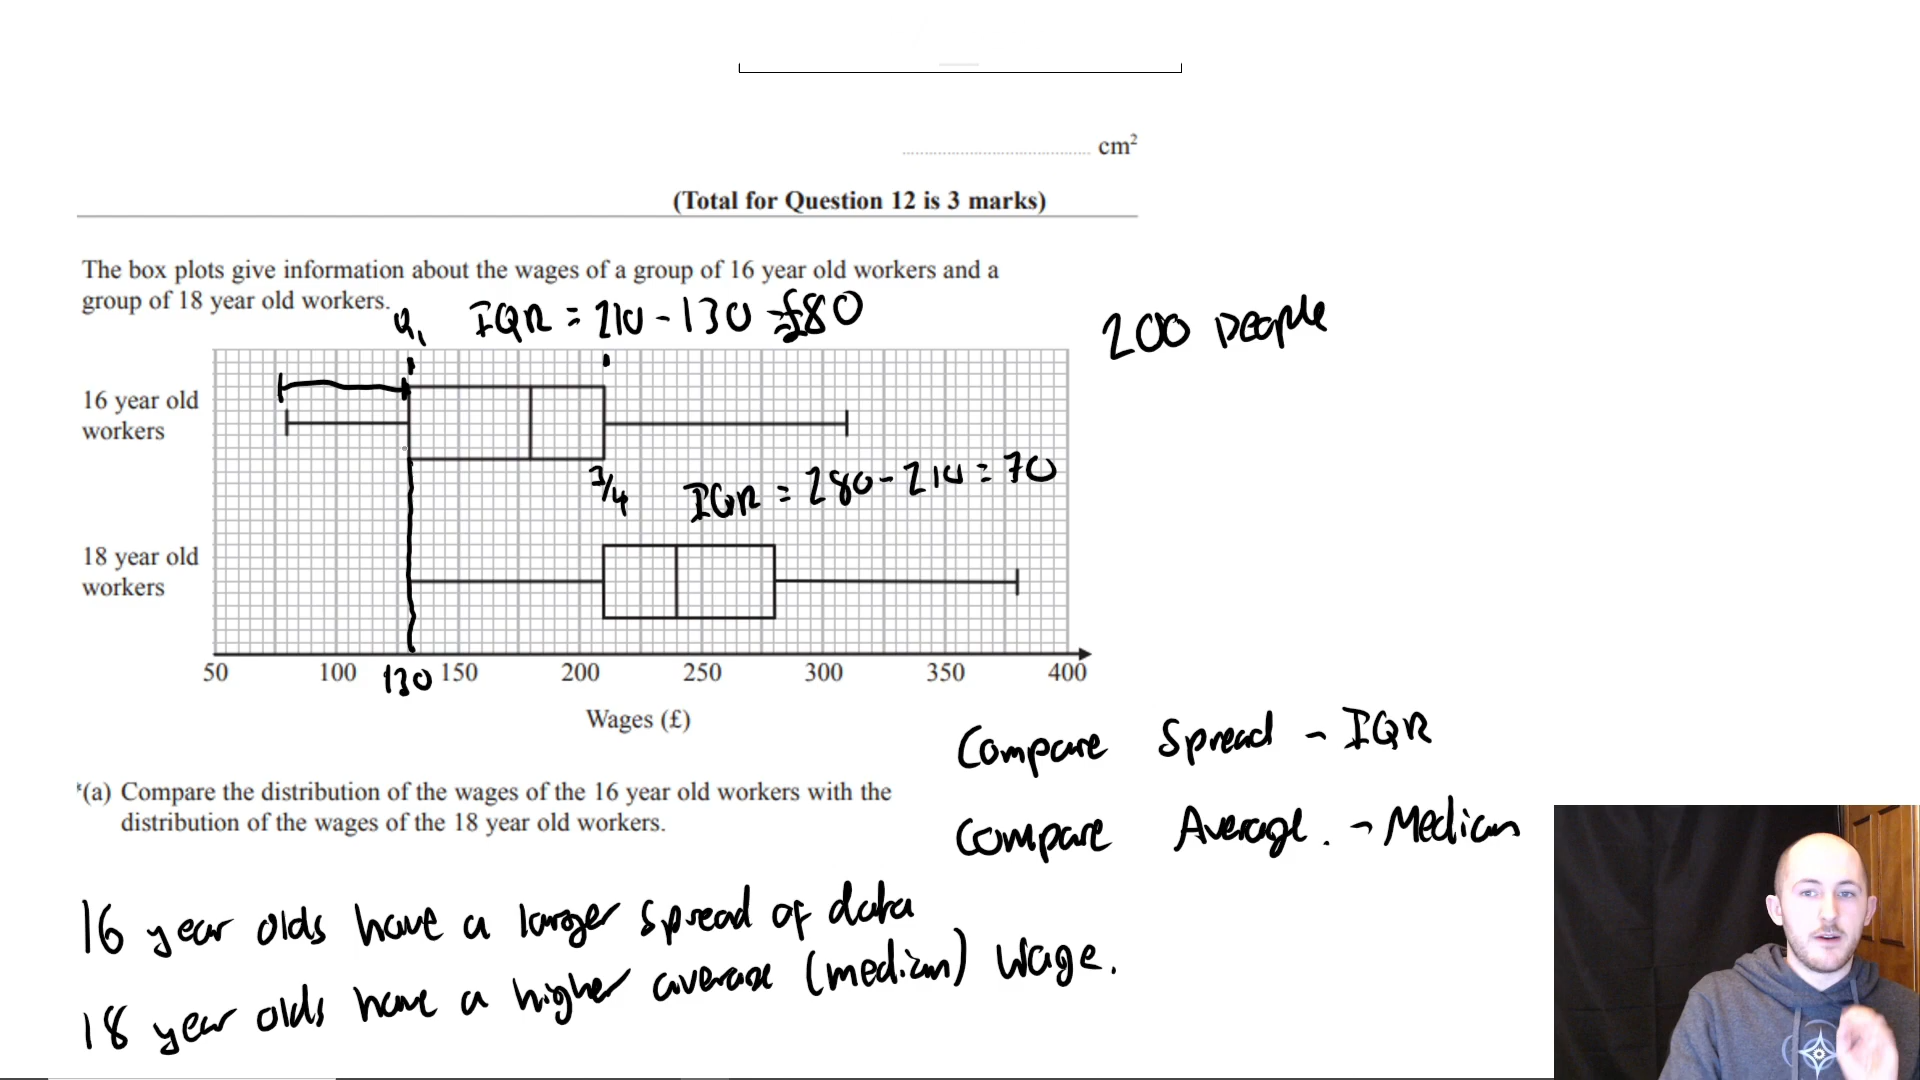 cm²
(Total for Question 12 is 3 marks)
The box plots give information about the wages of a group of 16 year old workers and a
group of 18 year old workers.
Q₁ IQR = 210 - 130 = £80
200 people
16 year old
workers
3/4 IQR = 280 - 210 = 70
18 year old
workers
50 100 130 150 200 250 300 350 400
Wages (£)
Compare Spread - IQR
*(a) Compare the distribution of the wages of the 16 year old workers with the
distribution of the wages of the 18 year old workers.
Compare Average. - Median
16 year olds have a larger spread of data
18 year olds have a higher average (median) wage.